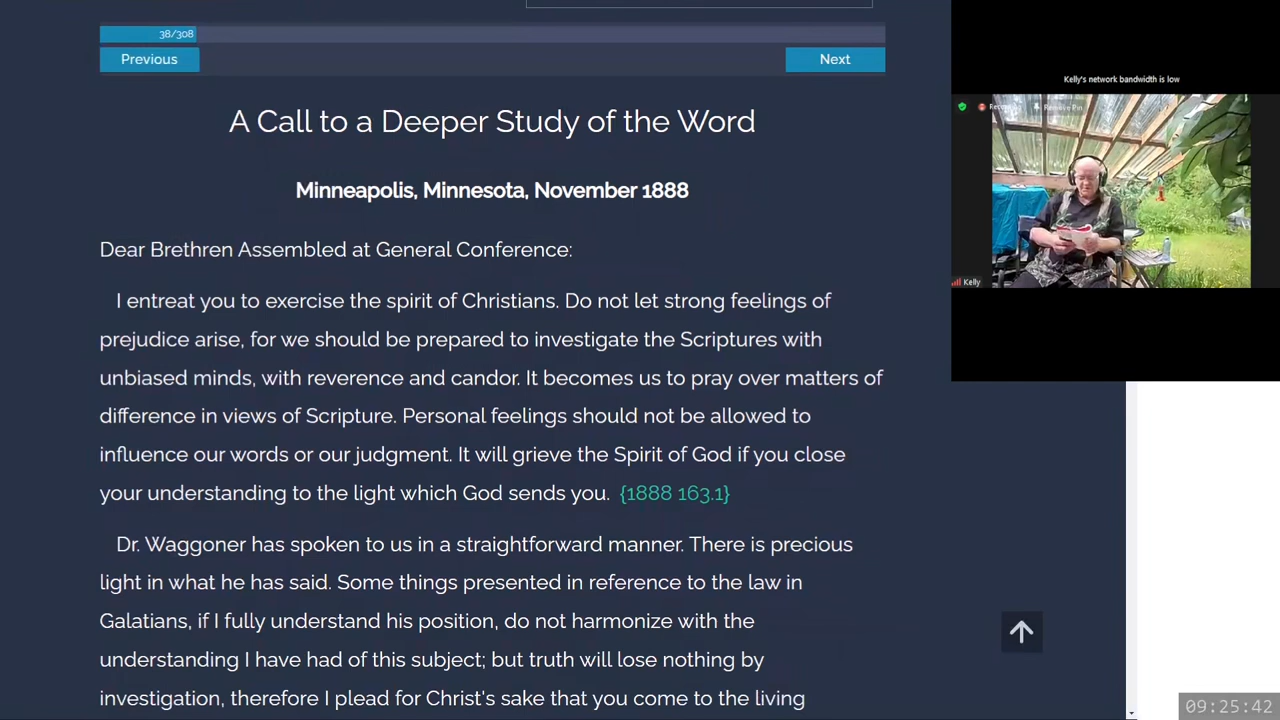 38/308
Previous
Next
A Call to a Deeper Study of the Word
Minneapolis, Minnesota, November 1888
Dear Brethren Assembled at General Conference:
I entreat you to exercise the spirit of Christians. Do not let strong feelings of
prejudice arise, for we should be prepared to investigate the Scriptures with
unbiased minds, with reverence and candor. It becomes us to pray over matters of
difference in views of Scripture. Personal feelings should not be allowed to
influence our words or our judgment. It will grieve the Spirit of God if you close
your understanding to the light which God sends you. {1888 163.1}
Dr. Waggoner has spoken to us in a straightforward manner. There is precious
light in what he has said. Some things presented in reference to the law in
Galatians, if I fully understand his position, do not harmonize with the
understanding I have had of this subject; but truth will lose nothing by
investigation, therefore I plead for Christ's sake that you come to the living
Kelly's network bandwidth is low
Remove Pin
Kelly
09:25:42